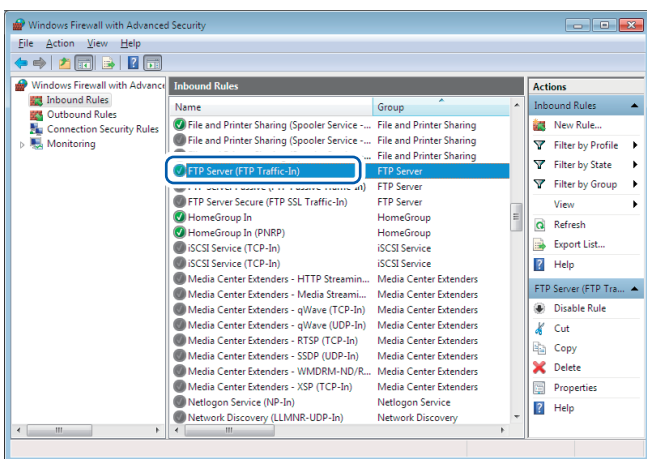 Windows Firewall with Advanced Security
File Action View Help
Windows Firewall with Advance
Inbound Rules
Outbound Rules
Connection Security Rules
Monitoring
Inbound Rules
Name Group
File and Printer Sharing (Spooler Service -... File and Printer Sharing
File and Printer Sharing (Spooler Service -... File and Printer Sharing
... File and Printer Sharing
FTP Server (FTP Traffic-In) FTP Server
FTP Server
FTP Server Secure (FTP SSL Traffic-In) FTP Server
HomeGroup In HomeGroup
HomeGroup In (PNRP) HomeGroup
iSCSI Service (TCP-In) iSCSI Service
iSCSI Service (TCP-In) iSCSI Service
Media Center Extenders - HTTP Streamin... Media Center Extenders
Media Center Extenders - Media Streami... Media Center Extenders
Media Center Extenders - qWave (TCP-In) Media Center Extenders
Media Center Extenders - qWave (UDP-In) Media Center Extenders
Media Center Extenders - RTSP (TCP-In) Media Center Extenders
Media Center Extenders - SSDP (UDP-In) Media Center Extenders
Media Center Extenders - WMDRM-ND/R... Media Center Extenders
Media Center Extenders - XSP (TCP-In) Media Center Extenders
Netlogon Service (NP-In) Netlogon Service
Network Discovery (LLMNR-UDP-In) Network Discovery
Actions
Inbound Rules
New Rule...
Filter by Profile
Filter by State
Filter by Group
View
Refresh
Export List...
Help
FTP Server (FTP Tra...
Disable Rule
Cut
Copy
Delete
Properties
Help